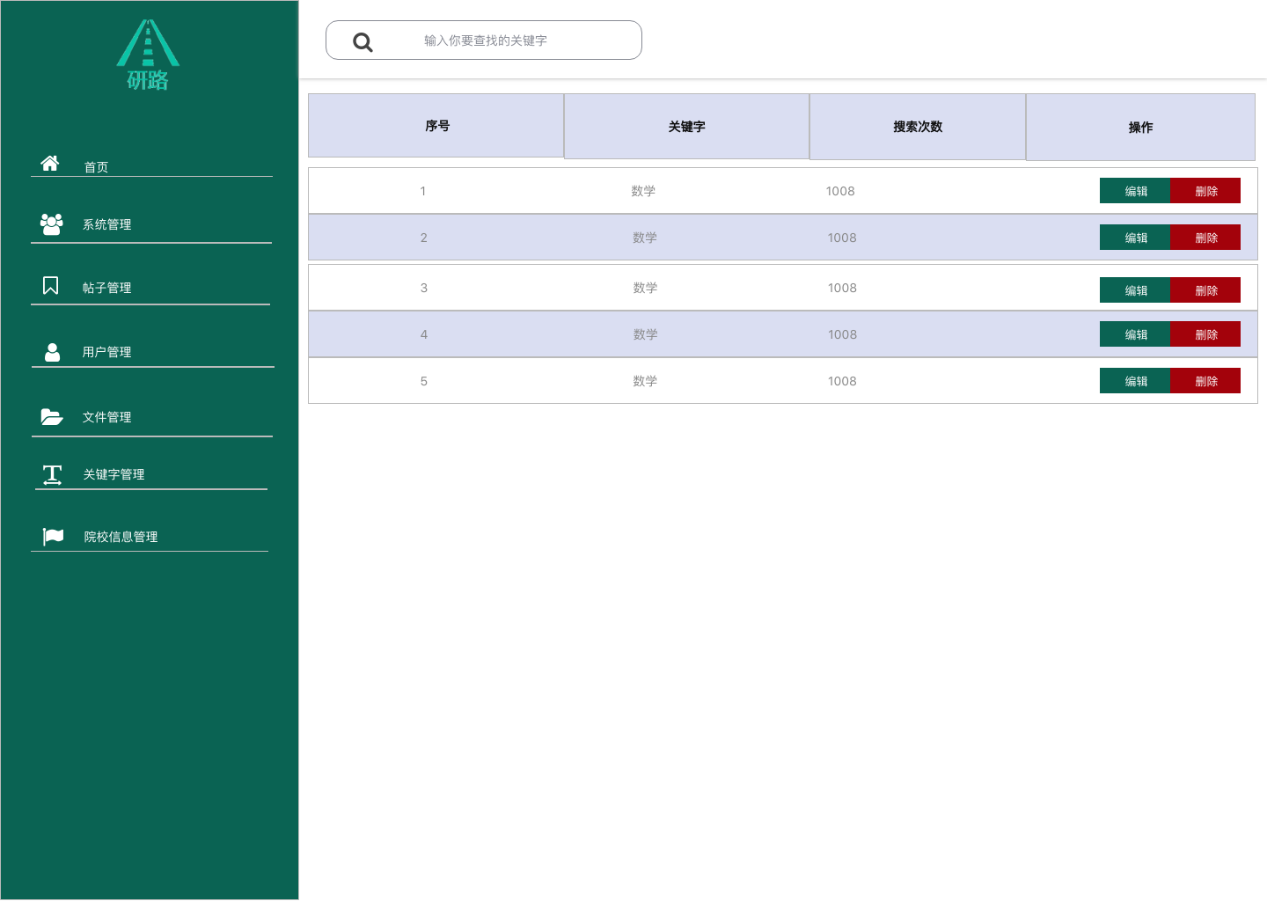 研路
输入你要查找的关键字
首页
系统管理
帖子管理
用户管理
文件管理
关键字管理
院校信息管理
序号 关键字 搜索次数 操作
1 数学 1008 编辑 删除
2 数学 1008 编辑 删除
3 数学 1008 编辑 删除
4 数学 1008 编辑 删除
5 数学 1008 编辑 删除